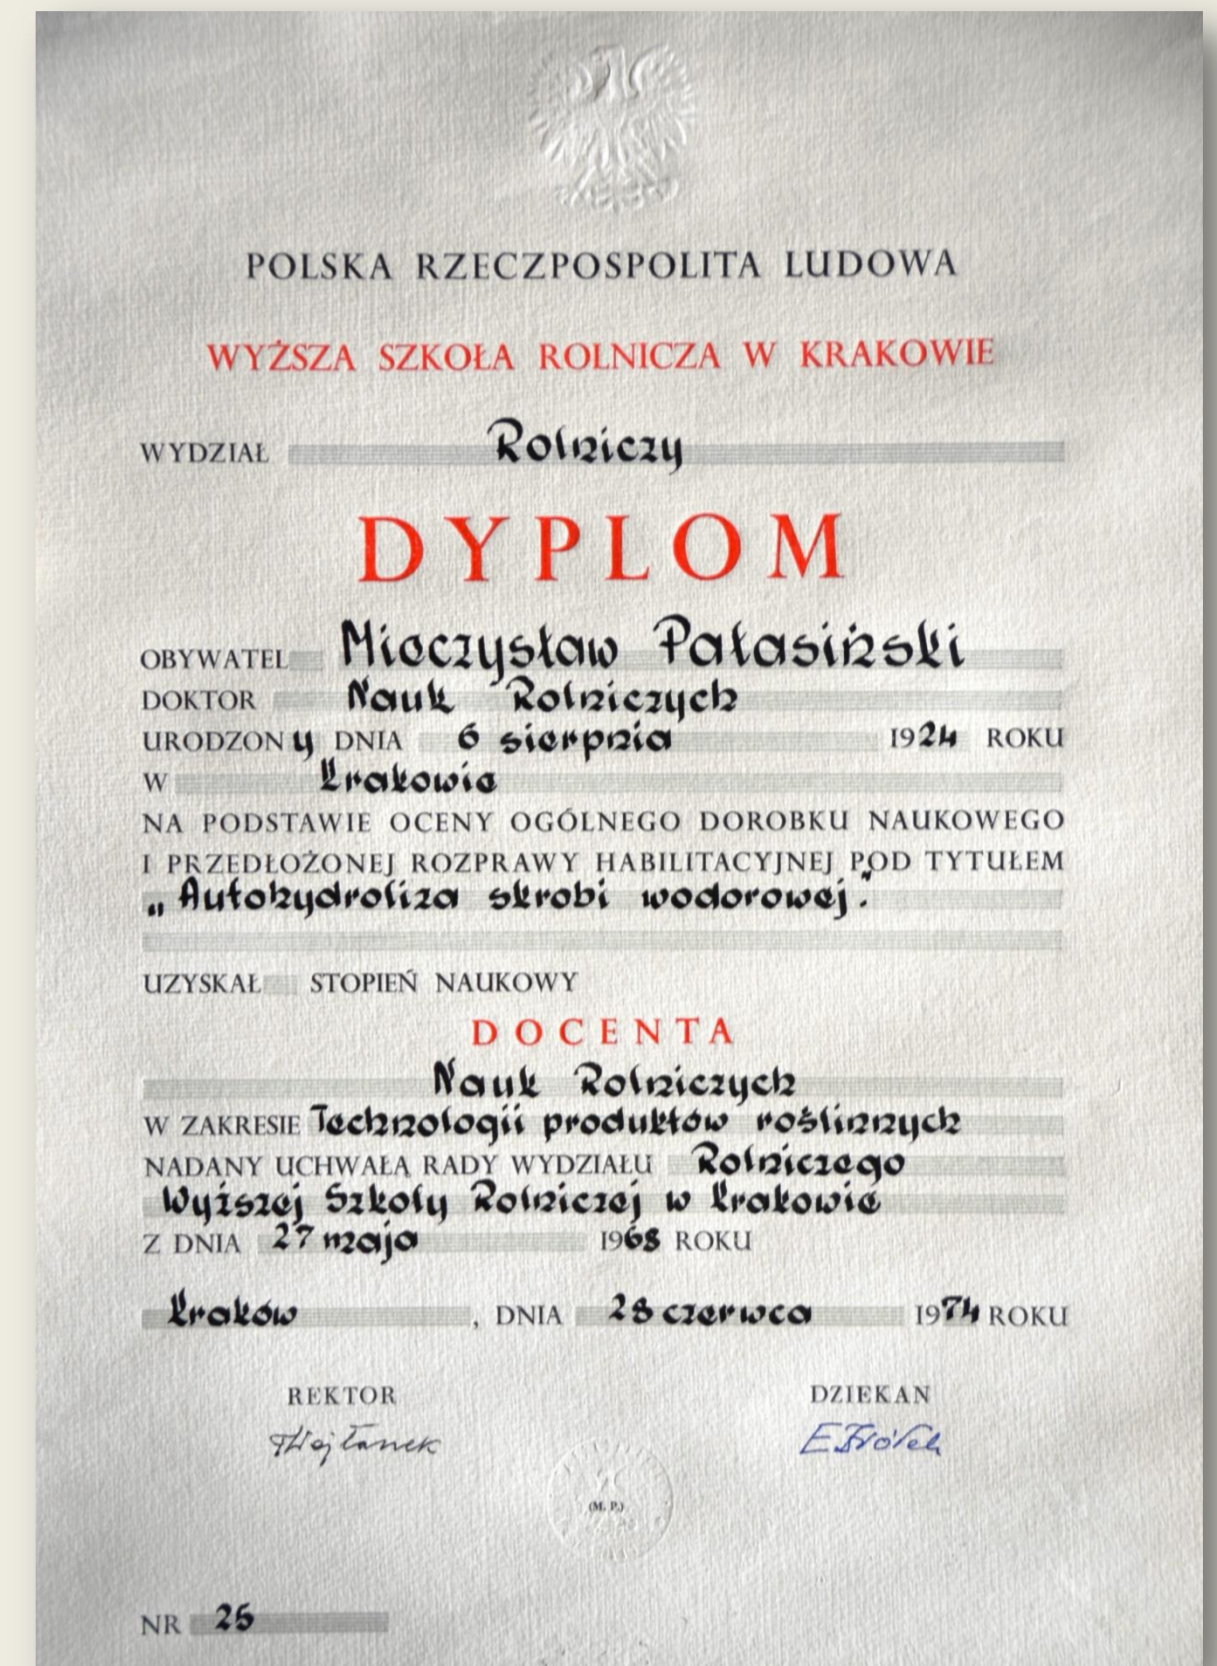 POLSKA RZECZPOSPOLITA LUDOWA
WYŻSZA SZKOŁA ROLNICZA W KRAKOWIE
WYDZIAŁ Rolniczy
DYPLOM
OBYWATEL Mieczysław Pałasiński
DOKTOR Nauk Rolniczych
URODZONY DNIA 6 sierpnia 1924 ROKU
W Krakowie
NA PODSTAWIE OCENY OGÓLNEGO DOROBKU NAUKOWEGO
I PRZEDŁOŻONEJ ROZPRAWY HABILITACYJNEJ POD TYTUŁEM
„Autohydroliza skrobi wodorowej."
UZYSKAŁ STOPIEŃ NAUKOWY
DOCENTA
Nauk Rolniczych
W ZAKRESIE Technologii produktów roślinnych
NADANY UCHWAŁĄ RADY WYDZIAŁU Rolniczego
Wyższej Szkoły Rolniczej w Krakowie
Z DNIA 27 maja 1968 ROKU
Kraków, DNIA 28 czerwca 1974 ROKU
REKTOR DZIEKAN
(M. P.)
NR 25